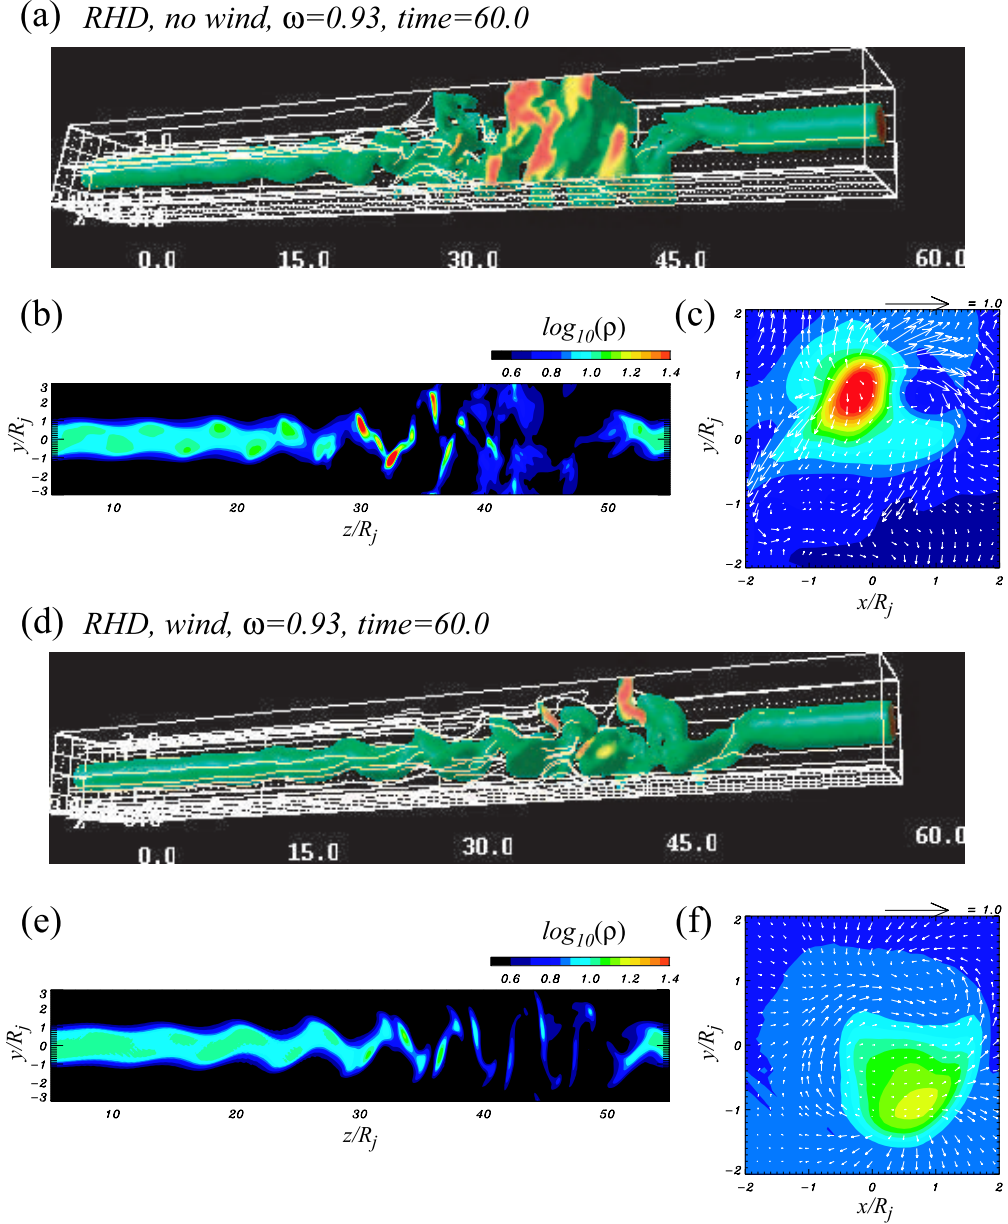 (a) RHD, no wind, ω=0.93, time=60.0
0.0 15.0 30.0 45.0 60.0
(b)
log10(ρ)
0.6 0.8 1.0 1.2 1.4
3
2
1
0
-1
-2
-3
y/Rj
10 20 30 40 50
z/Rj
(c)
= 1.0
2
1
0
-1
-2
y/Rj
-2 -1 0 1 2
x/Rj
(d) RHD, wind, ω=0.93, time=60.0
0.0 15.0 30.0 45.0 60.0
(e)
log10(ρ)
0.6 0.8 1.0 1.2 1.4
3
2
1
0
-1
-2
-3
y/Rj
10 20 30 40 50
z/Rj
(f)
= 1.0
2
1
0
-1
-2
y/Rj
-2 -1 0 1 2
x/Rj